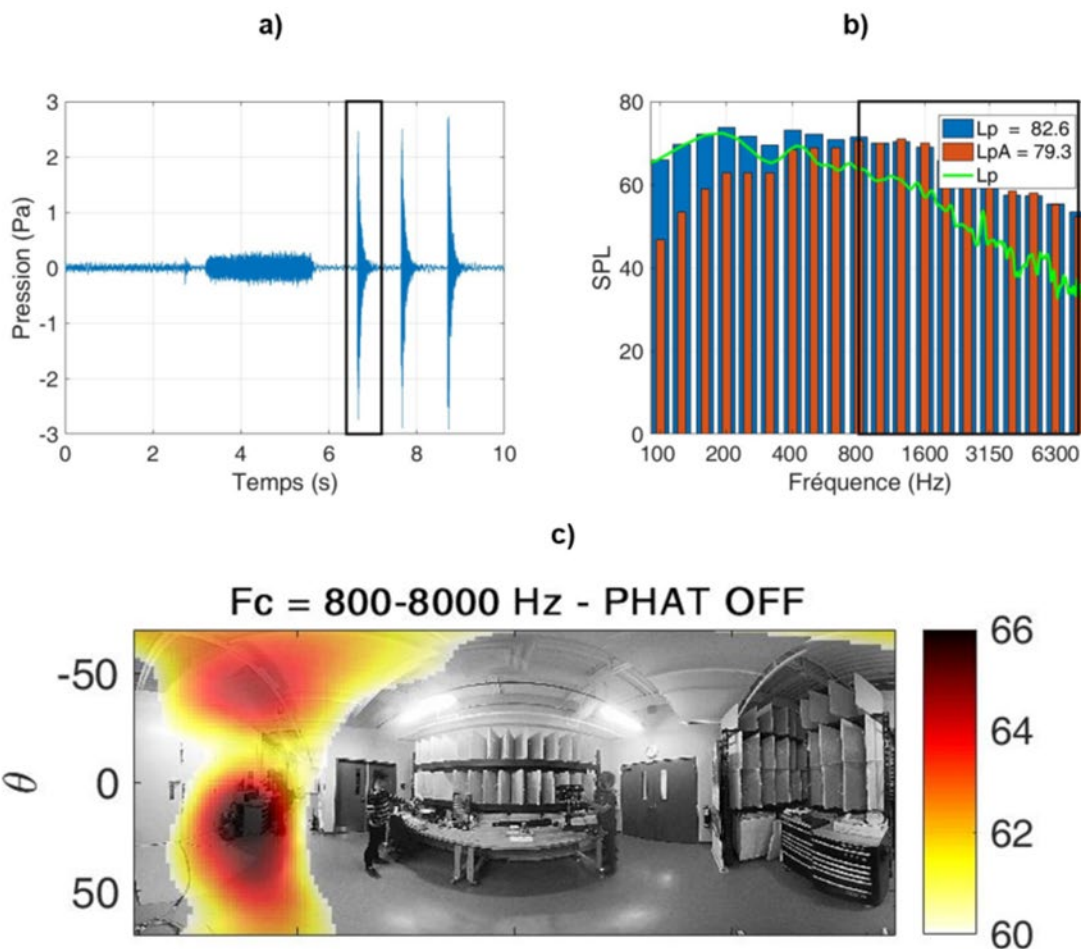 a)
3
2
1
0
-1
-2
-3
Pression (Pa)
0 2 4 6 8 10
Temps (s)
b)
80
60
40
20
0
SPL
Lp = 82.6
LpA = 79.3
Lp
100 200 400 800 1600 3150 6300
Fréquence (Hz)
c)
Fc = 800-8000 Hz - PHAT OFF
-50
0
50
θ
66
64
62
60